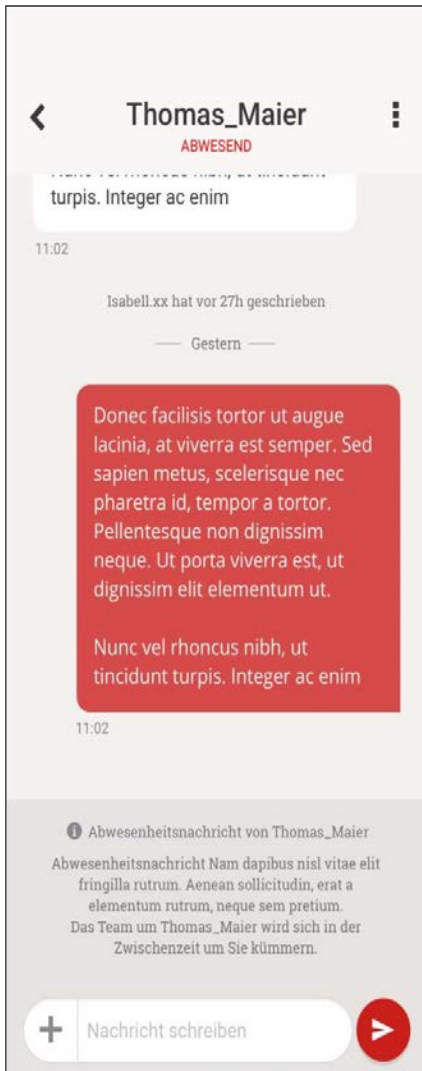 Thomas_Maier
ABWESEND
turpis. Integer ac enim
11:02
Isabell.xx hat vor 27h geschrieben
Gestern
Donec facilisis tortor ut augue
lacinia, at viverra est semper. Sed
sapien metus, scelerisque nec
pharetra id, tempor a tortor.
Pellentesque non dignissim
neque. Ut porta viverra est, ut
dignissim elit elementum ut.
Nunc vel rhoncus nibh, ut
tincidunt turpis. Integer ac enim
11:02
Abwesenheitsnachricht von Thomas_Maier
Abwesenheitsnachricht Nam dapibus nisl vitae elit
fringilla rutrum. Aenean sollicitudin, erat a
elementum rutrum, neque sem pretium.
Das Team um Thomas_Maier wird sich in der
Zwischenzeit um Sie kümmern.
Nachricht schreiben